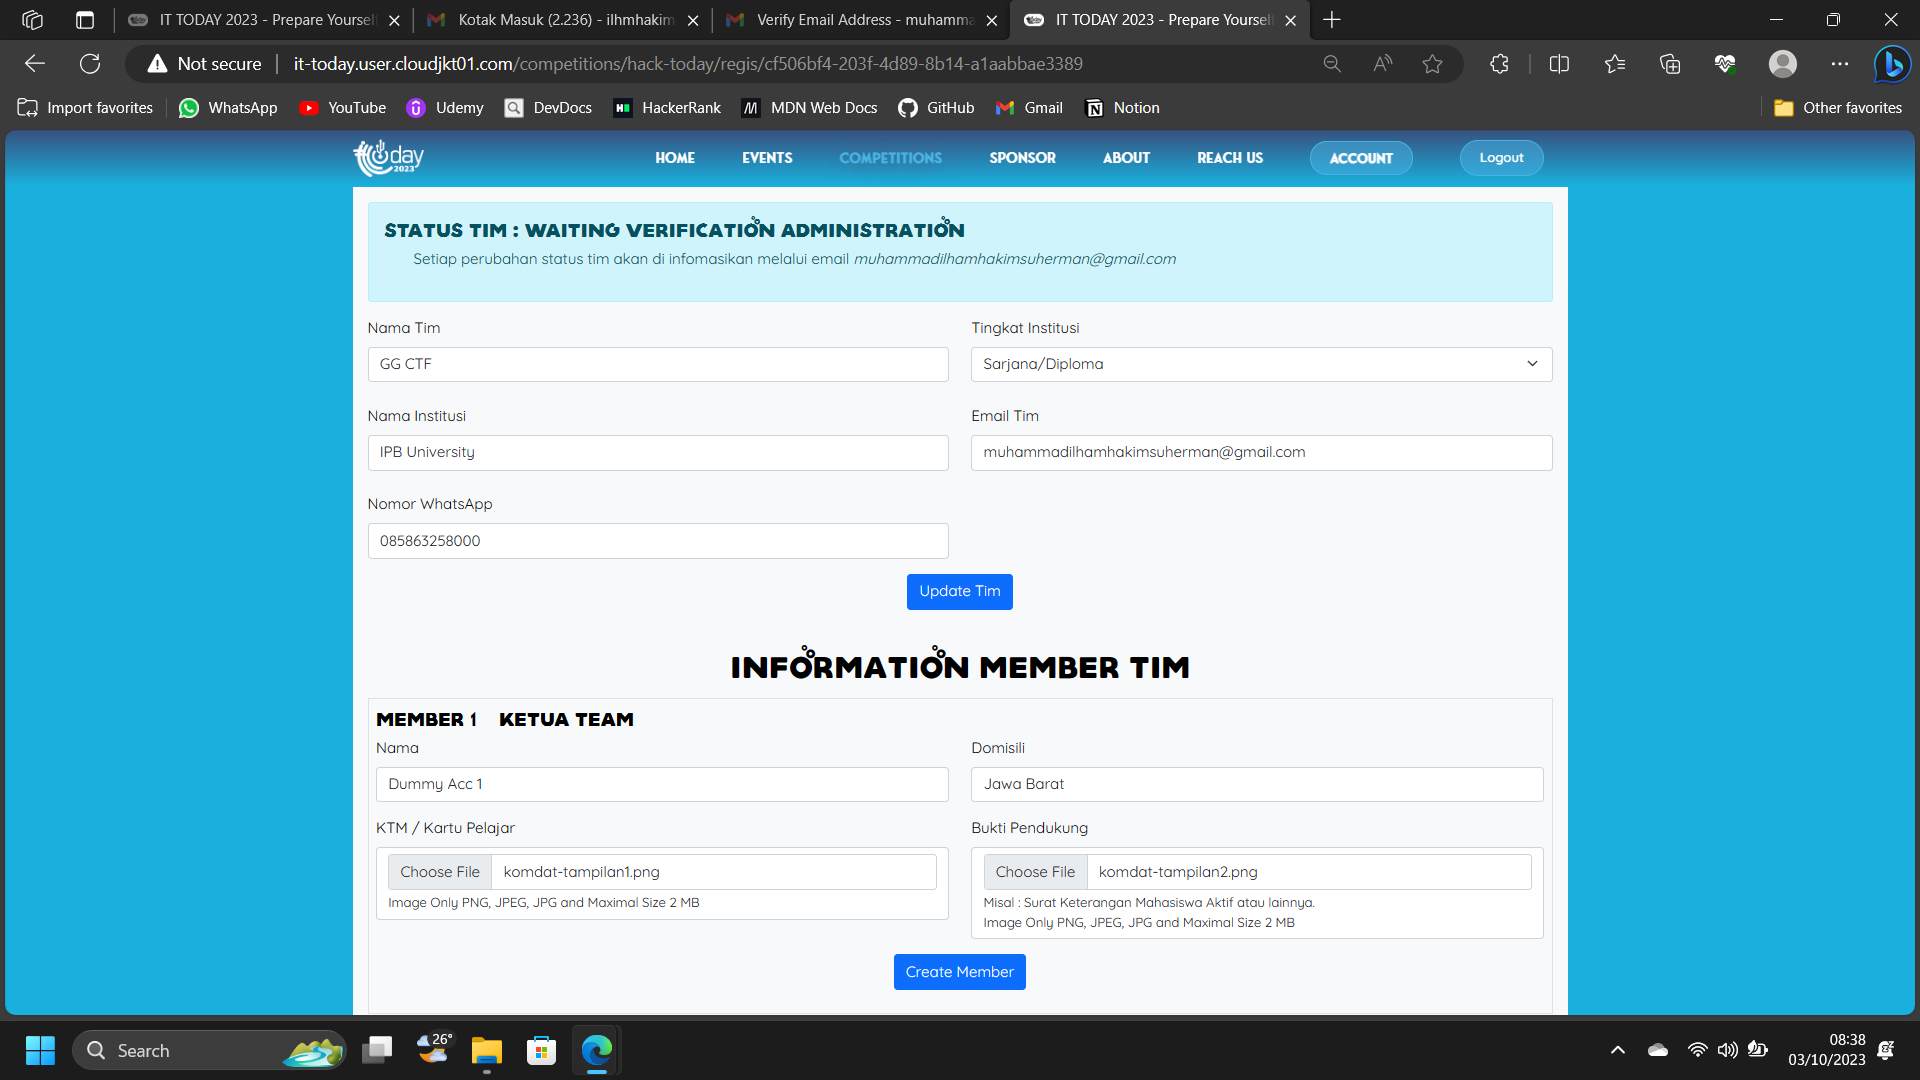 IT TODAY 2023 - Prepare Yourself
Kotak Masuk (2.236) - ilhmhakim
Verify Email Address - muhamma
IT TODAY 2023 - Prepare Yourself
Not secure
it-today.user.cloudjkt01.com/competitions/hack-today/regis/cf506bf4-203f-4d89-8b14-a1aabbae3389
Import favorites
WhatsApp
YouTube
Udemy
DevDocs
HackerRank
MDN Web Docs
GitHub
Gmail
Notion
Other favorites
today 2023
HOME
EVENTS
COMPETITIONS
SPONSOR
ABOUT
REACH US
ACCOUNT
Logout
STATUS TIM : WAITING VERIFICATION ADMINISTRATION
Setiap perubahan status tim akan di infomasikan melalui email muhammadilhamhakimsuherman@gmail.com
Nama Tim
Tingkat Institusi
GG CTF
Sarjana/Diploma
Nama Institusi
Email Tim
IPB University
muhammadilhamhakimsuherman@gmail.com
Nomor WhatsApp
085863258000
Update Tim
INFORMATION MEMBER TIM
MEMBER 1 KETUA TEAM
Nama
Domisili
Dummy Acc 1
Jawa Barat
KTM / Kartu Pelajar
Bukti Pendukung
Choose File komdat-tampilan1.png
Choose File komdat-tampilan2.png
Image Only PNG, JPEG, JPG and Maximal Size 2 MB
Misal : Surat Keterangan Mahasiswa Aktif atau lainnya.
Image Only PNG, JPEG, JPG and Maximal Size 2 MB
Create Member
Search
26°
08:38
03/10/2023